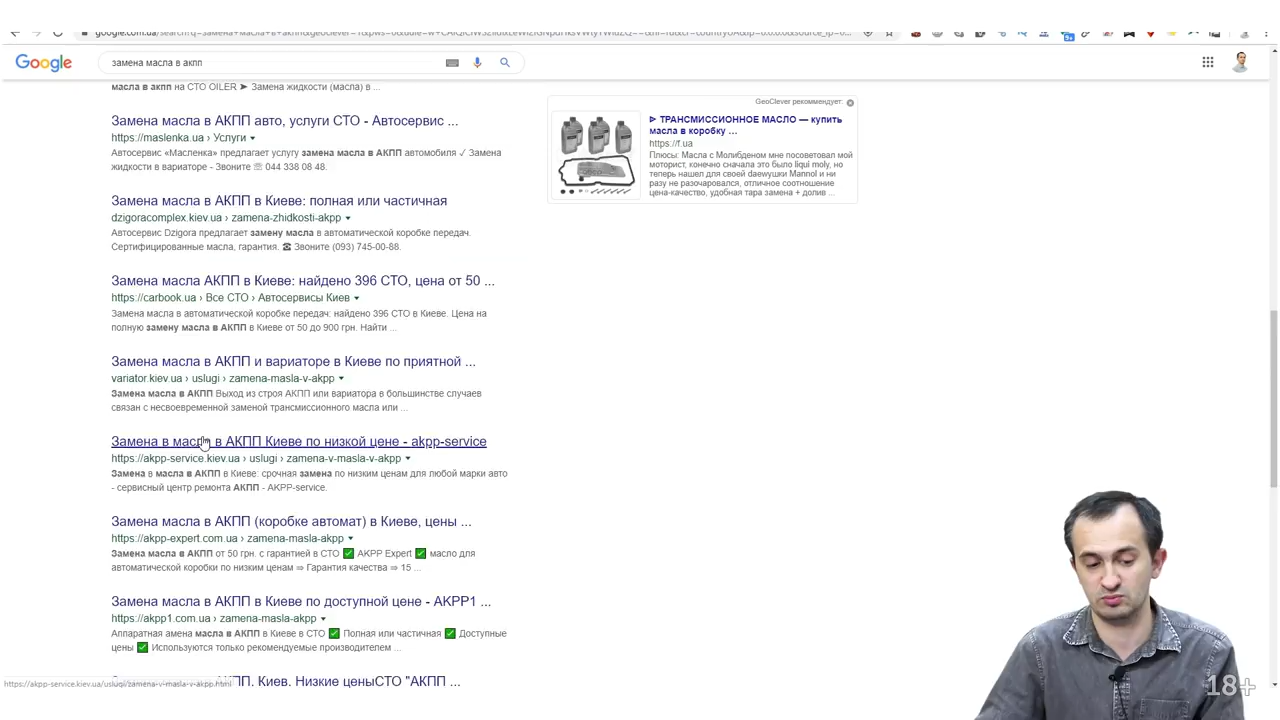 Google
замена масла в акпп
масла в акпп на СТО OILER ➤ Замена жидкости (масла) в ...
Замена масла в АКПП авто, услуги СТО - Автосервис ...
https://maslenka.ua › Услуги ▾
Автосервис «Масленка» предлагает услугу замена масла в АКПП автомобиля ✓ Замена
жидкости в вариаторе - Звоните ☏ 044 338 08 48.
Замена масла в АКПП в Киеве: полная или частичная
dzigoracomplex.kiev.ua › zamena-zhidkosti-akpp ▾
Автосервис Dzigora предлагает замену масла в автоматической коробке передач.
Сертифицированные масла, гарантия. ☎ Звоните (093) 745-00-88.
Замена масла АКПП в Киеве: найдено 396 СТО, цена от 50 ...
https://carbook.ua › Все СТО › Автосервисы Киев ▾
Замена масла в автоматической коробке передач: найдено 396 СТО в Киеве. Цена на
полную замену масла в АКПП в Киеве от 50 до 900 грн. Найти ...
Замена масла в АКПП и вариаторе в Киеве по приятной ...
variator.kiev.ua › uslugi › zamena-masla-v-akpp ▾
Замена масла в АКПП Выход из строя АКПП или вариатора в большинстве случаев
связан с несвоевременной заменой трансмиссионного масла или ...
Замена в масла в АКПП Киеве по низкой цене - akpp-service
https://akpp-service.kiev.ua › uslugi › zamena-v-masla-v-akpp ▾
Замена в масла в АКПП в Киеве: срочная замена по низким ценам для любой марки авто
- сервисный центр ремонта АКПП - AKPP-service.
Замена масла в АКПП (коробке автомат) в Киеве, цены ...
https://akpp-expert.com.ua › zamena-masla-akpp ▾
Замена масла в АКПП от 50 грн. с гарантией в СТО ✅ AKPP Expert ✅ масло для
автоматической коробки по низким ценам ⇒ Гарантия качества ⇒ 15 ...
Замена масла в АКПП в Киеве по доступной цене - AKPP1 ...
https://akpp1.com.ua › zamena-masla-akpp ▾
Аппаратная амена масла в АКПП в Киеве в СТО ✅ Полная или частичная ✅ Доступные
цены ✅ Используются только рекомендуемые производителем ...
АКПП. Киев. Низкие ценыСТО "АКПП ...
https://akpp-service.kiev.ua/uslugi/zamena-v-masla-v-akpp.html
GeoClever рекомендует:
ᐈ ТРАНСМИССИОННОЕ МАСЛО — купить
масла в коробку ...
https://f.ua
Плюсы: Масла с Молибденом мне посоветовал мой
моторист, конечно сначала это было liqui moly, но
теперь нашел для своей daewушки Mannol и ни
разу не разочаровался, отличное соотношение
цена-качество, удобная тара замена + долив ...
18+